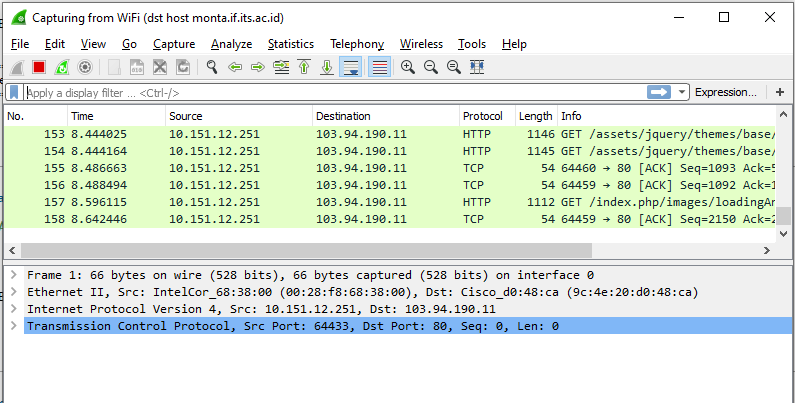 Capturing from WiFi (dst host monta.if.its.ac.id)
File Edit View Go Capture Analyze Statistics Telephony Wireless Tools Help
Apply a display filter ... <Ctrl-/> Expression... +
No. Time Source Destination Protocol Length Info
153 8.444025 10.151.12.251 103.94.190.11 HTTP 1146 GET /assets/jquery/themes/base/
154 8.444164 10.151.12.251 103.94.190.11 HTTP 1145 GET /assets/jquery/themes/base/
155 8.486663 10.151.12.251 103.94.190.11 TCP 54 64460 → 80 [ACK] Seq=1093 Ack=5
156 8.488494 10.151.12.251 103.94.190.11 TCP 54 64459 → 80 [ACK] Seq=1092 Ack=1
157 8.596115 10.151.12.251 103.94.190.11 HTTP 1112 GET /index.php/images/loadingAn
158 8.642446 10.151.12.251 103.94.190.11 TCP 54 64459 → 80 [ACK] Seq=2150 Ack=2
Frame 1: 66 bytes on wire (528 bits), 66 bytes captured (528 bits) on interface 0
Ethernet II, Src: IntelCor_68:38:00 (00:28:f8:68:38:00), Dst: Cisco_d0:48:ca (9c:4e:20:d0:48:ca)
Internet Protocol Version 4, Src: 10.151.12.251, Dst: 103.94.190.11
Transmission Control Protocol, Src Port: 64433, Dst Port: 80, Seq: 0, Len: 0